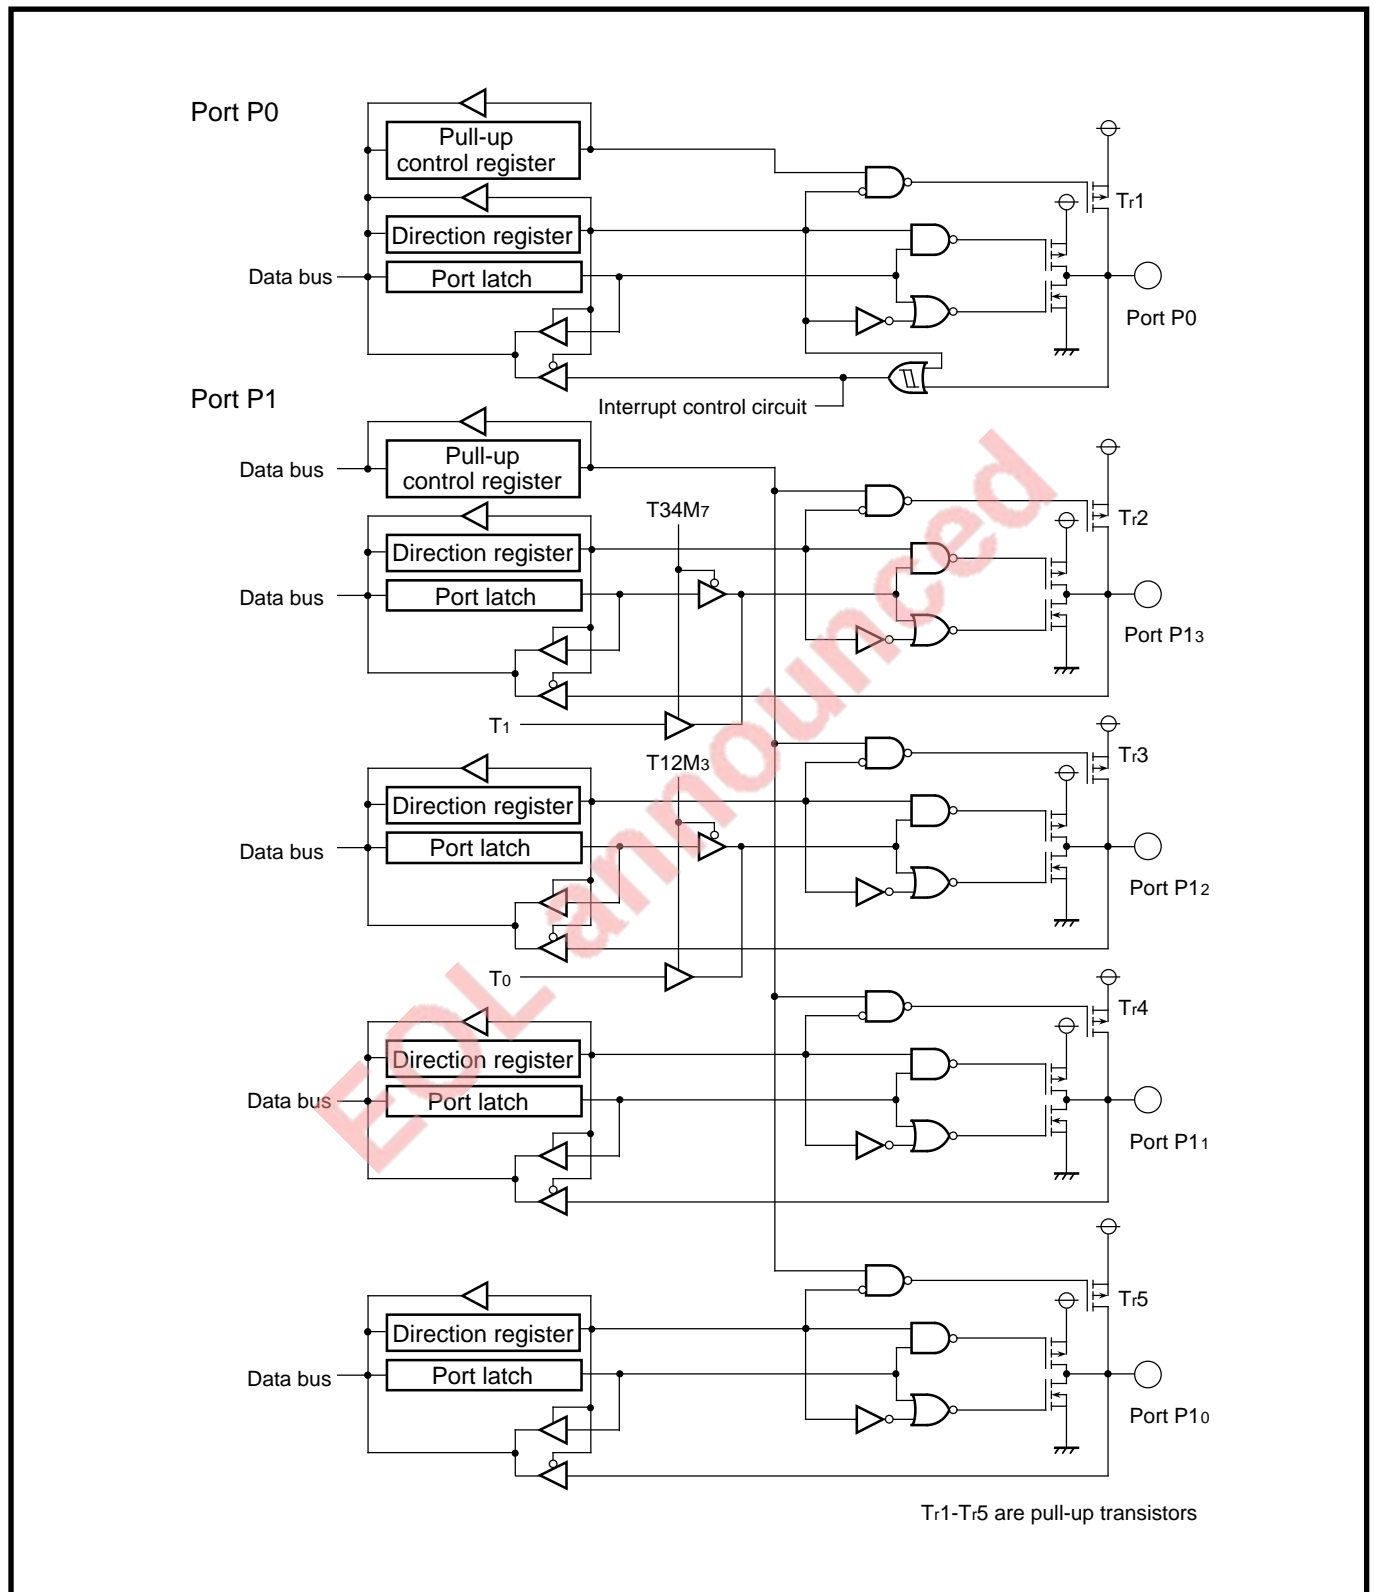 Port P0
Pull-up
control register
Tr1
Direction register
Data bus
Port latch
Port P0
Port P1
Interrupt control circuit
Pull-up
control register
Data bus
T34M7
Tr2
Direction register
Data bus
Port latch
Port P13
T1
T12M3
Tr3
Direction register
Data bus
Port latch
Port P12
T0
Tr4
Direction register
Data bus
Port latch
Port P11
Tr5
Direction register
Data bus
Port latch
Port P10
Tr1-Tr5 are pull-up transistors
EOL announced